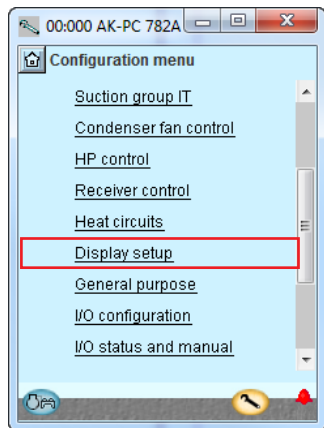 00:000 AK-PC 782A
Configuration menu
Suction group IT
Condenser fan control
HP control
Receiver control
Heat circuits
Display setup
General purpose
I/O configuration
I/O status and manual